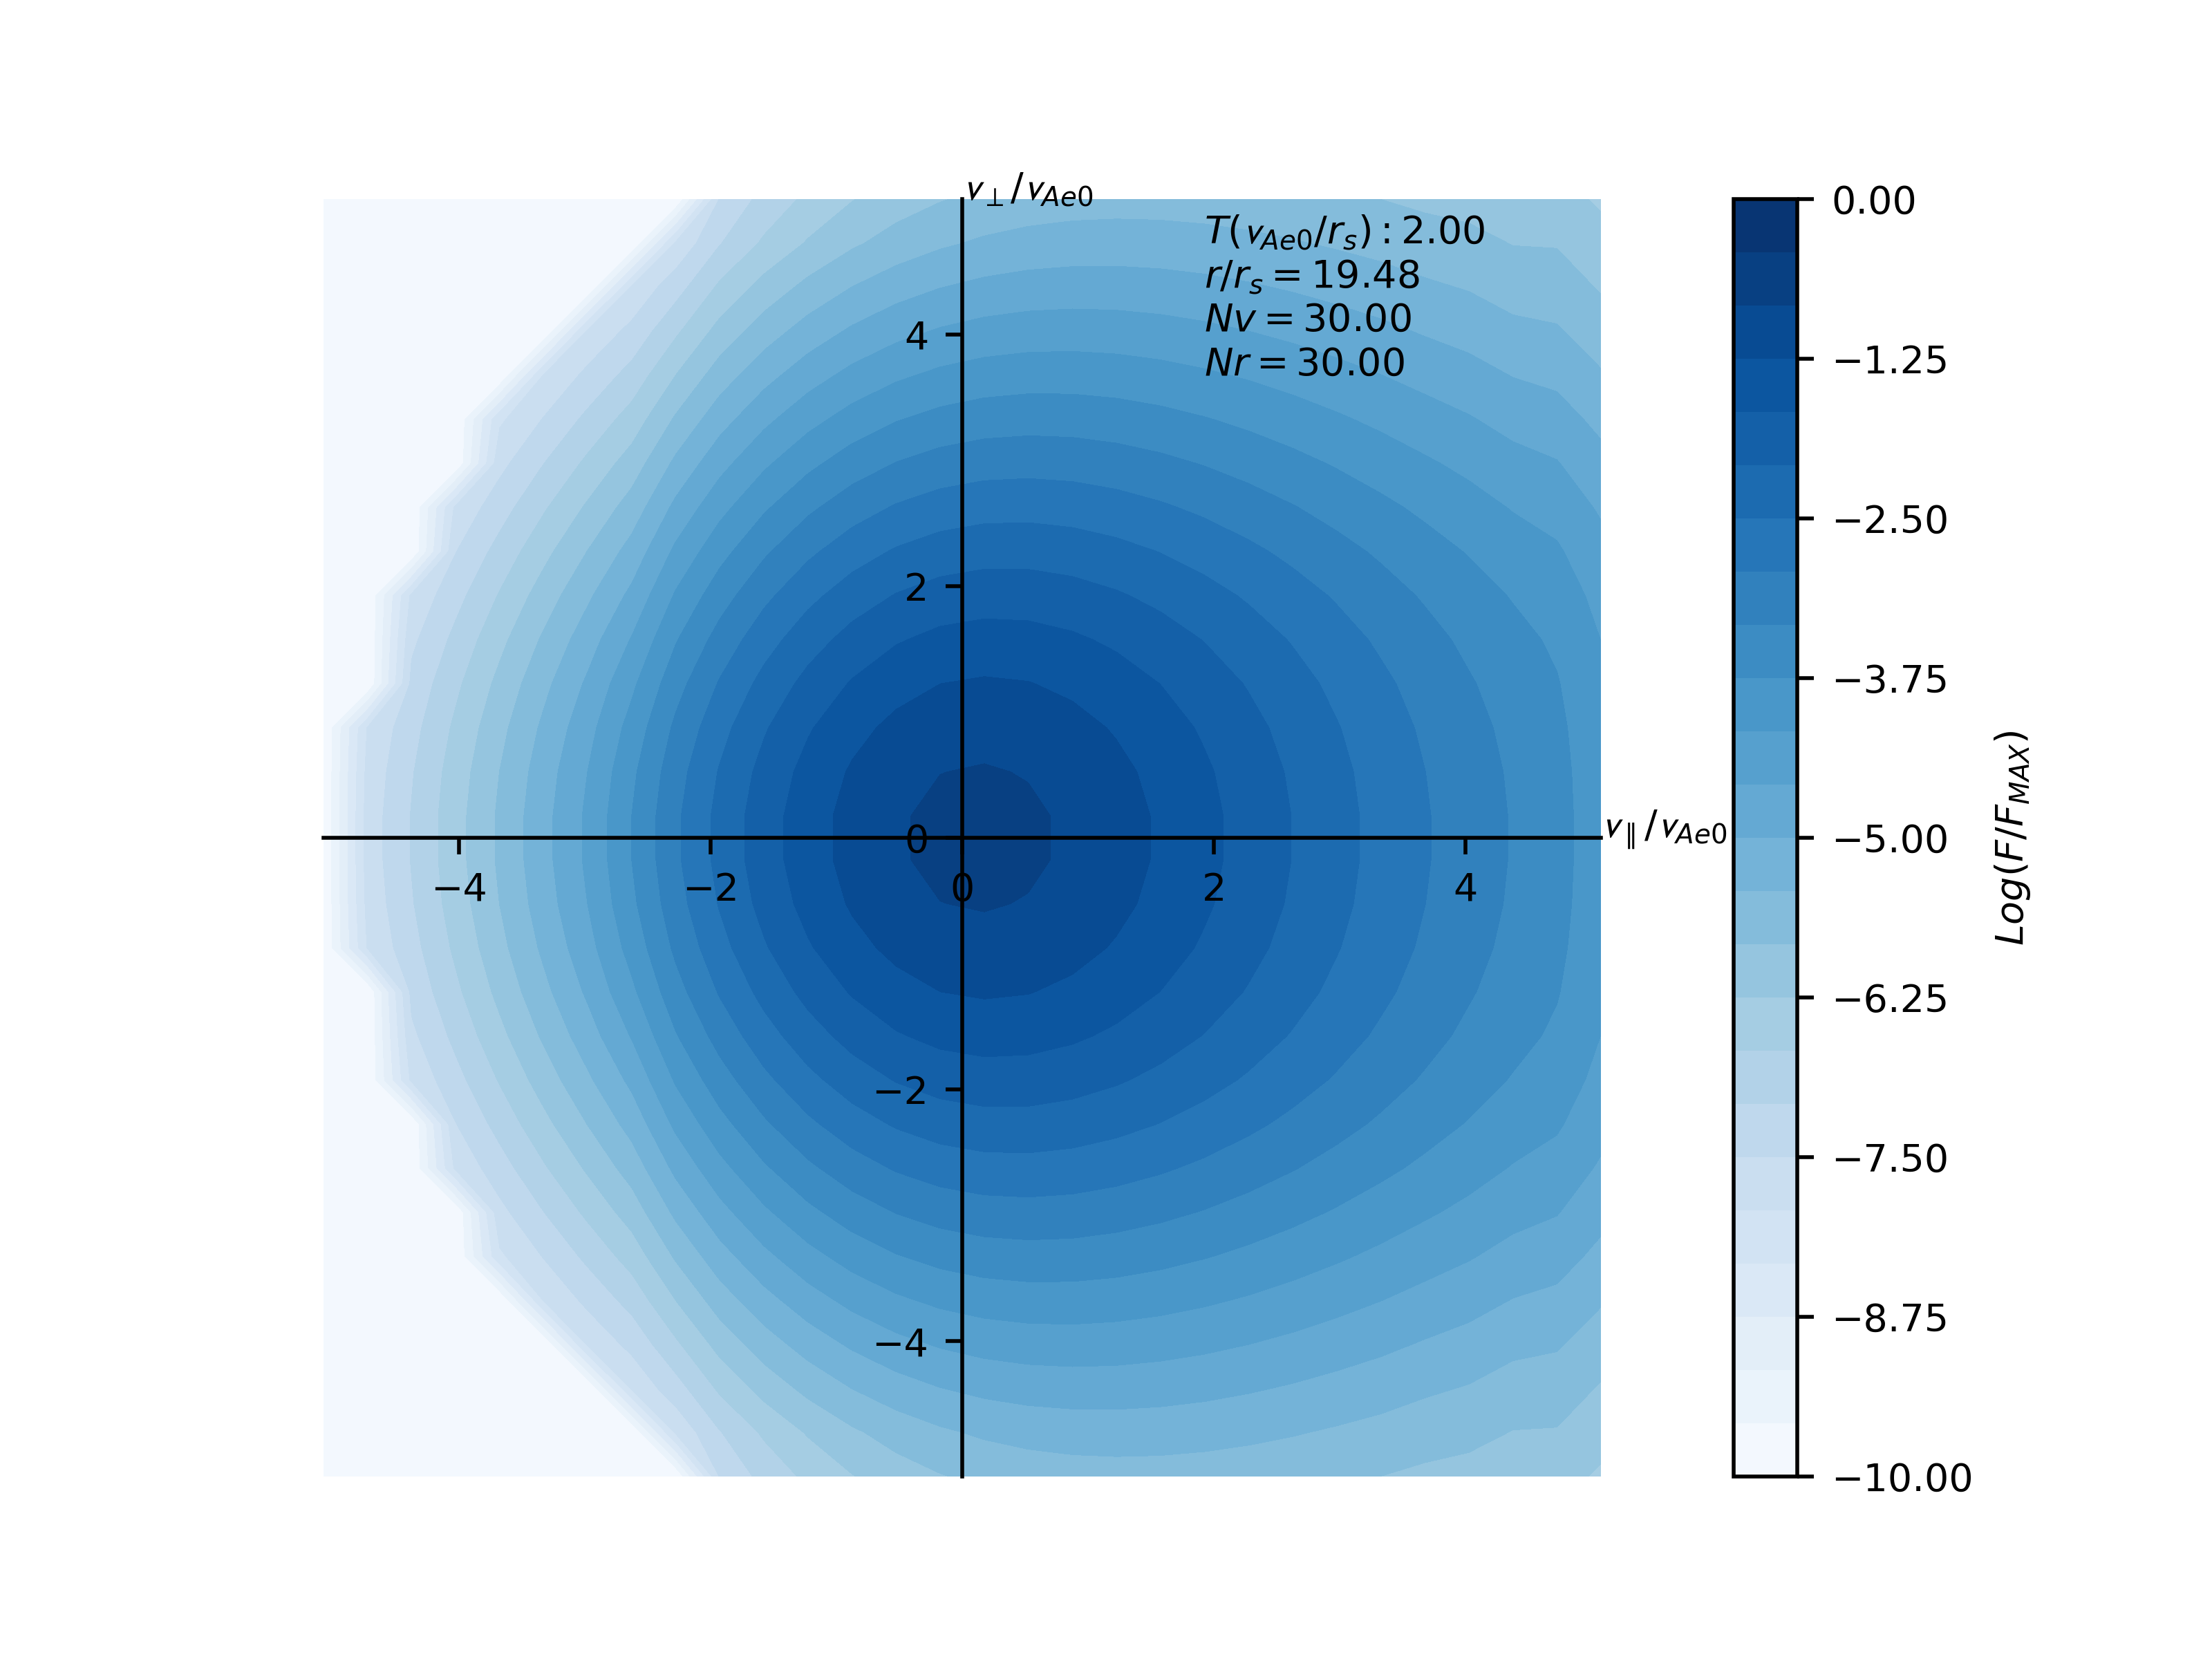 v⊥/vAe0
T(vAe0/rs):2.00
r/rs=19.48
Nv=30.00
Nr=30.00
4
2
0
−2
−4
−4
−2
0
2
4
v∥/vAe0
0.00
−1.25
−2.50
−3.75
−5.00
−6.25
−7.50
−8.75
−10.00
Log(F/FMAX)